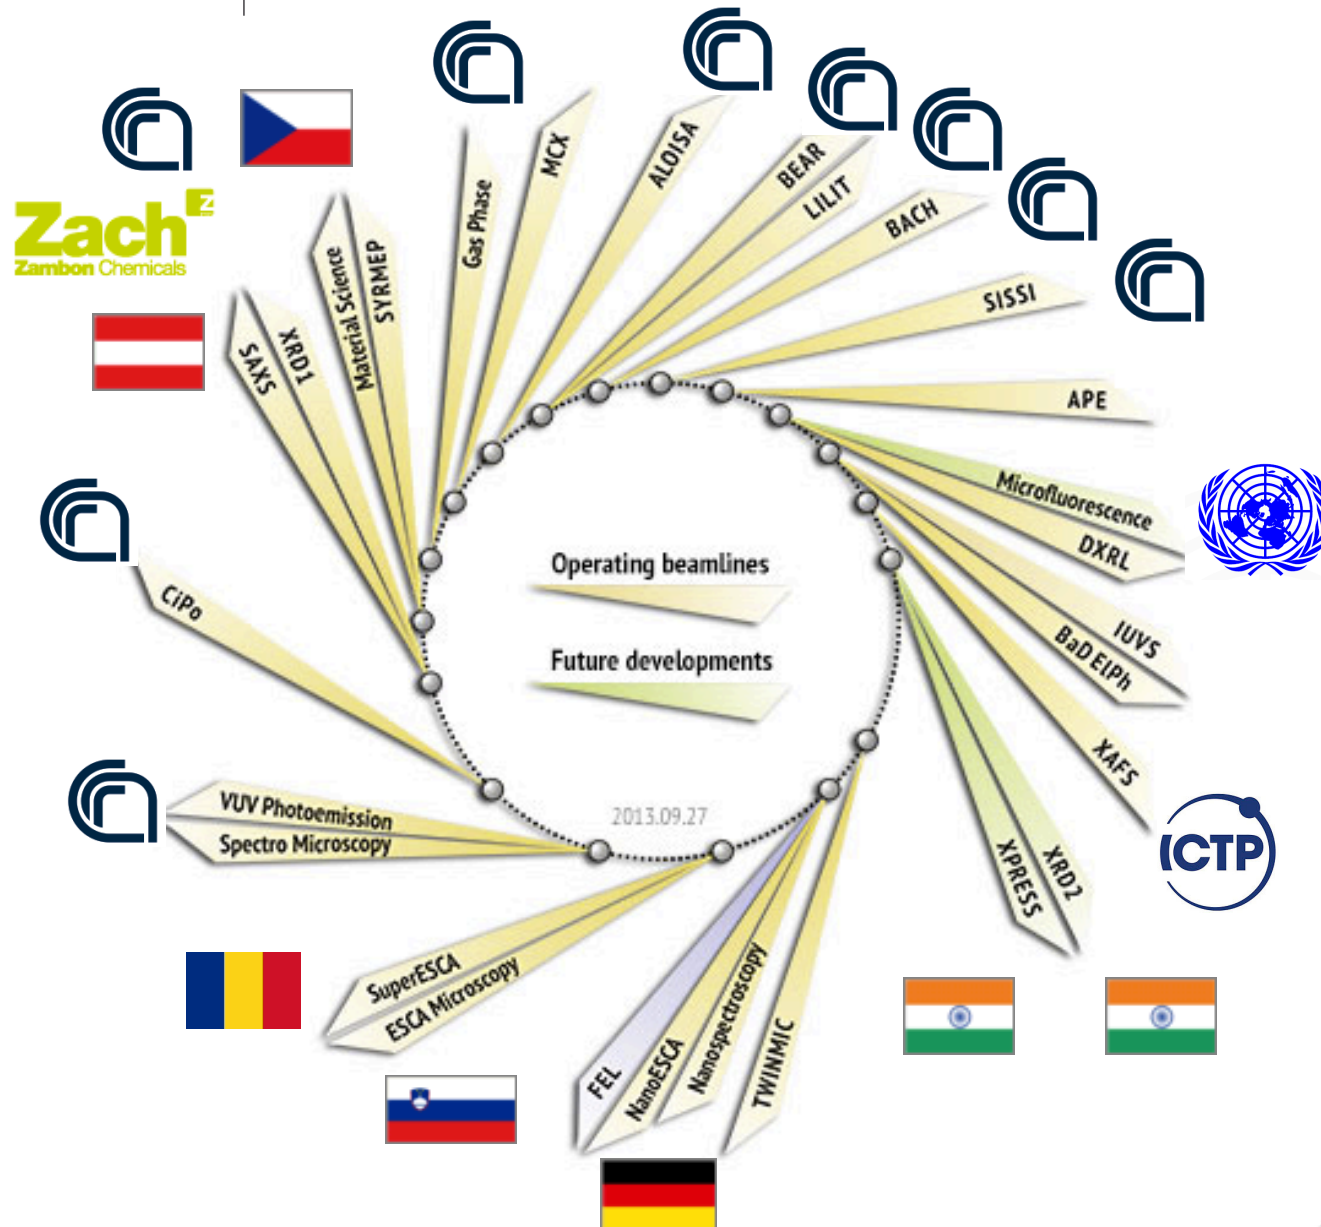 Zach
Z
Zambon Chemicals
SAXS
XRD1
Material Science
SYRMEP
Gas Phase
MCX
ALOISA
BEAR
LILIT
BACH
SISSI
APE
Microfluorescence
DXRL
IUVS
BaD ElPh
XAFS
ICTP
XRD2
XPRESS
TWINMIC
Nanospectroscopy
NanoESCA
FEL
ESCA Microscopy
SuperESCA
Spectro Microscopy
VUV Photoemission
CiPo
Operating beamlines
Future developments
2013.09.27